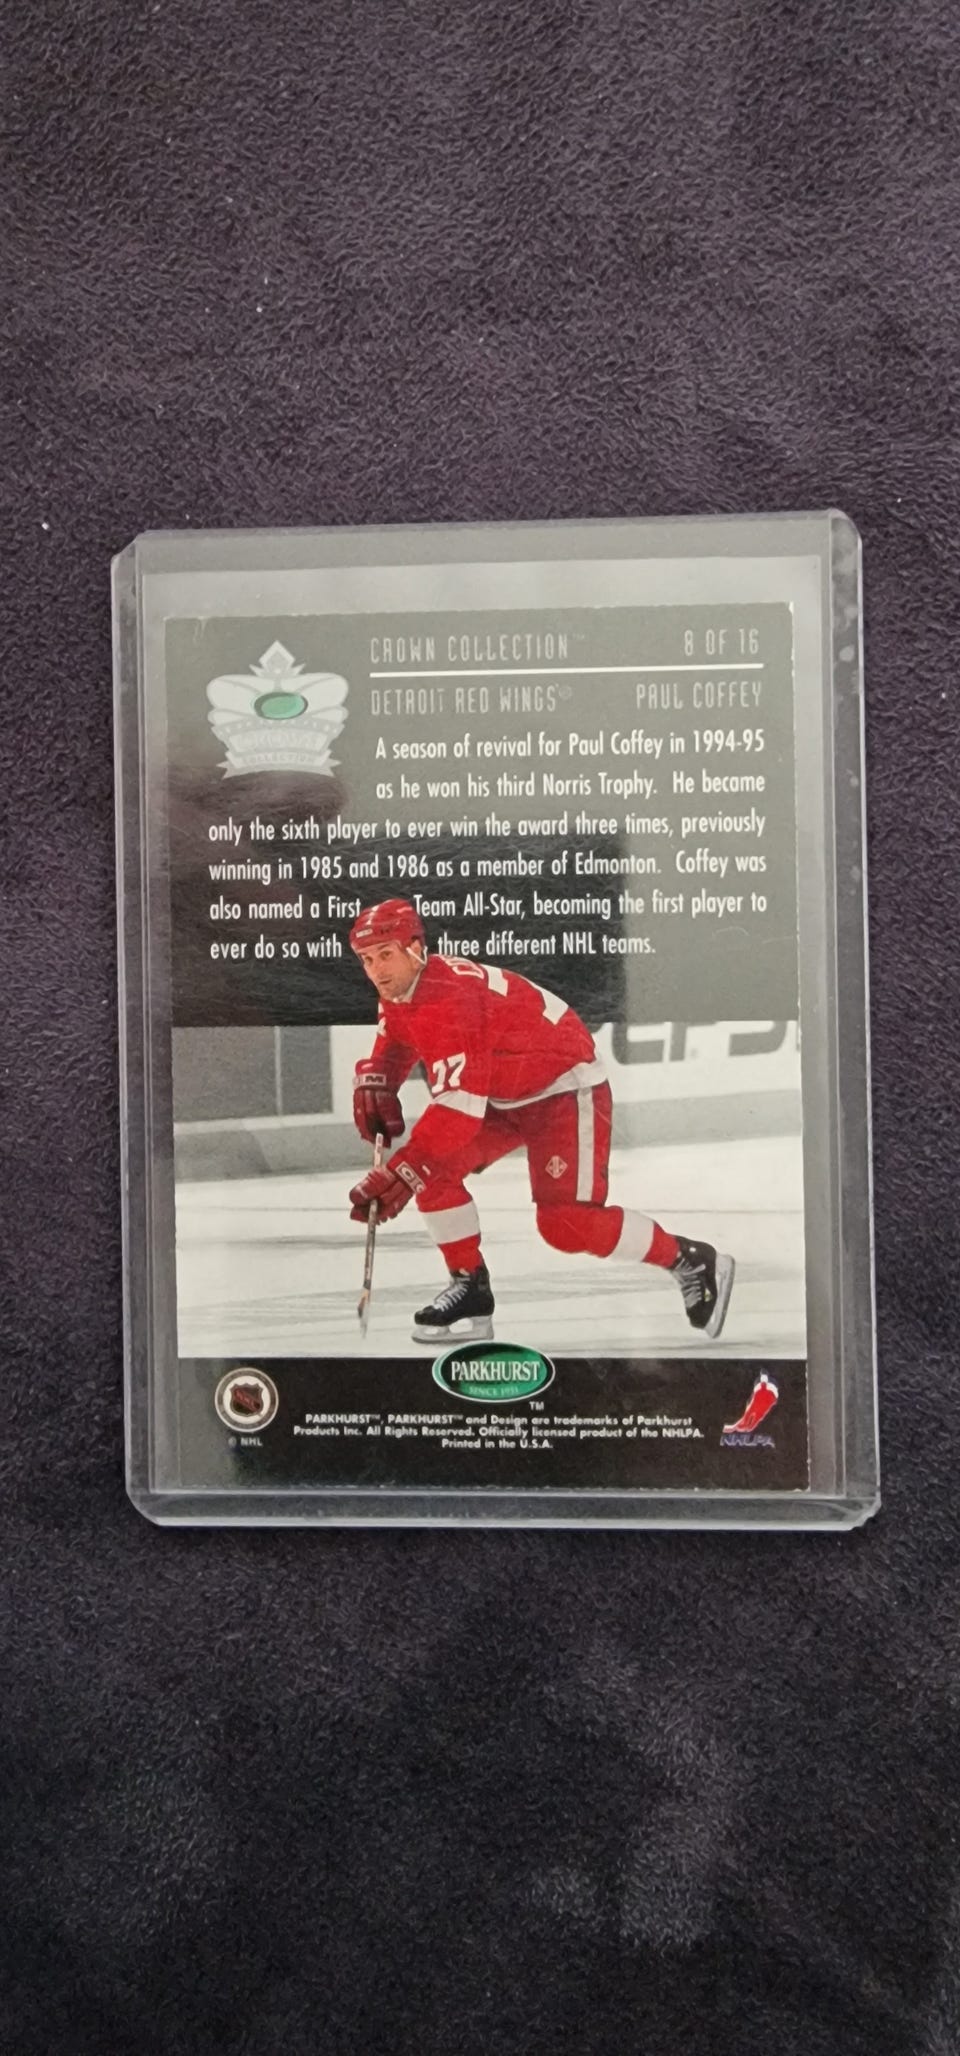 CROWN COLLECTION™ 8 OF 16
DETROIT RED WINGS® PAUL COFFEY
COLLECTION
A season of revival for Paul Coffey in 1994-95
as he won his third Norris Trophy. He became
only the sixth player to ever win the award three times, previously
winning in 1985 and 1986 as a member of Edmonton. Coffey was
also named a First Team All-Star, becoming the first player to
ever do so with three different NHL teams.
77
CCM
PARKHURST
SINCE 1951
TM
PARKHURST™, PARKHURST™ and Design are trademarks of Parkhurst
Products Inc. All Rights Reserved. Officially licensed product of the NHLPA.
Printed in the U.S.A.
© NHL
NHLPA